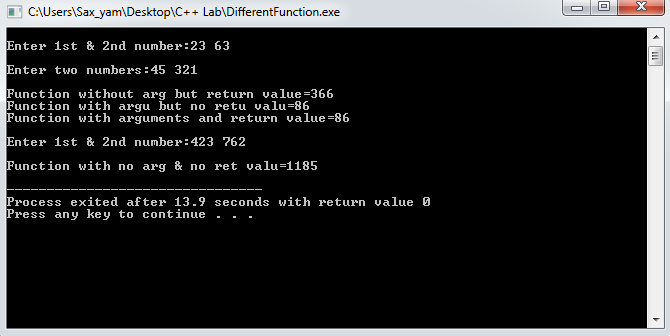 C:\Users\Sax_yam\Desktop\C++ Lab\DifferentFunction.exe
Enter 1st & 2nd number:23 63
Enter two numbers:45 321
Function without arg but return value=366
Function with argu but no retu valu=86
Function with arguments and return value=86
Enter 1st & 2nd number:423 762
Function with no arg & no ret valu=1185
--------------------------------
Process exited after 13.9 seconds with return value 0
Press any key to continue . . .